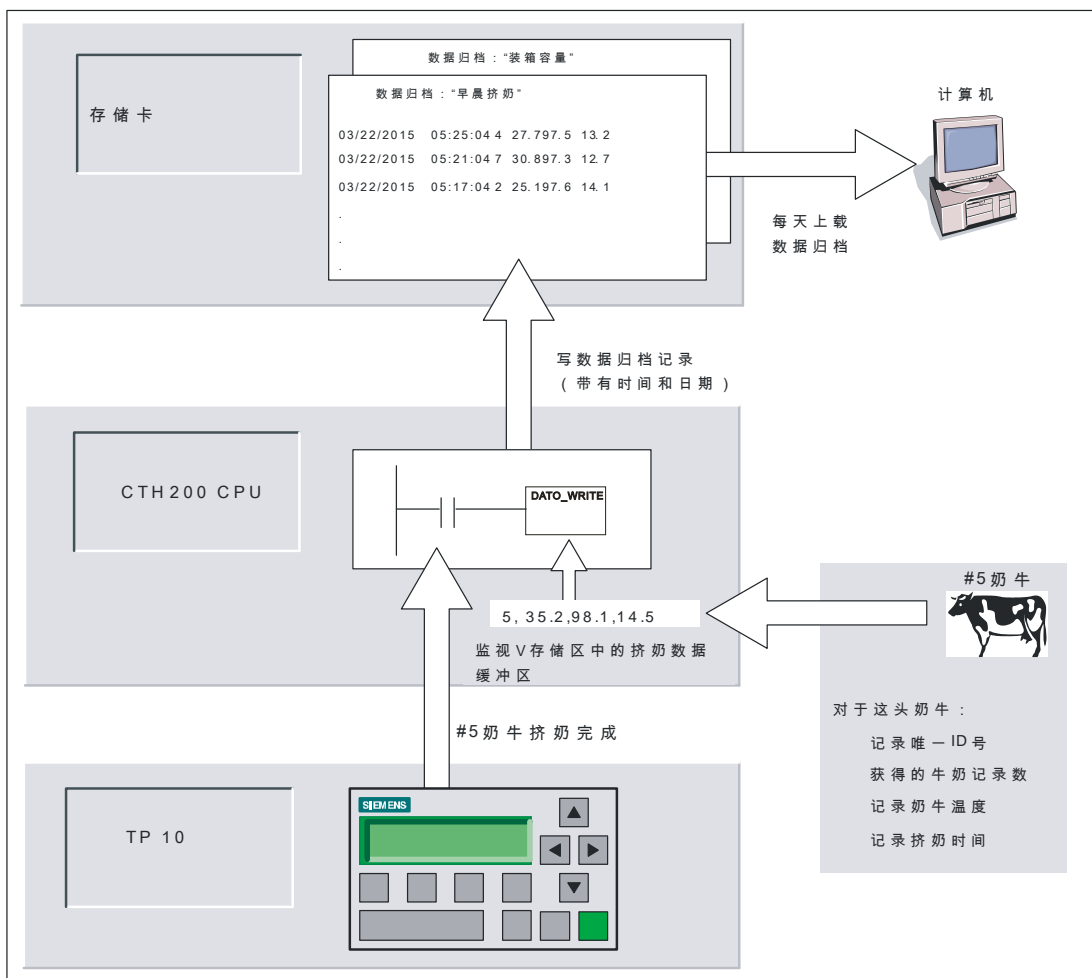 数据归档：“装箱容量”
数据归档：“早晨挤奶”
存储卡
03/22/2015 05:25:04 4 27.797.5 13.2
03/22/2015 05:21:04 7 30.897.3 12.7
03/22/2015 05:17:04 2 25.197.6 14.1
.
.
.
计算机
每天上载
数据归档
写数据归档记录
(带有时间和日期)
CTH200 CPU
DATO_WRITE
5, 35.2,98.1,14.5
监视V存储区中的挤奶数据
缓冲区
#5奶牛
对于这头奶牛：
记录唯一ID号
获得的牛奶记录数
记录奶牛温度
记录挤奶时间
#5奶牛挤奶完成
TP 10
SIEMENS